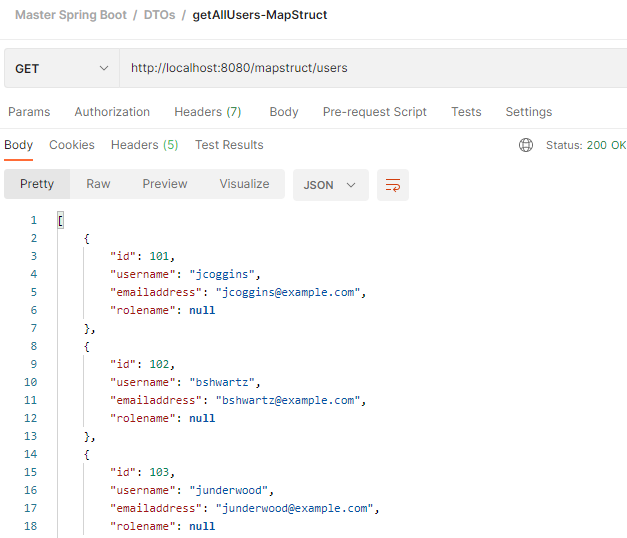 Master Spring Boot / DTOs / getAllUsers-MapStruct
GET http://localhost:8080/mapstruct/users
Params Authorization Headers (7) Body Pre-request Script Tests Settings
Body Cookies Headers (5) Test Results Status: 200 OK
Pretty Raw Preview Visualize JSON
1 [
2 {
3 "id": 101,
4 "username": "jcoggins",
5 "emailaddress": "jcoggins@example.com",
6 "rolename": null
7 },
8 {
9 "id": 102,
10 "username": "bshwartz",
11 "emailaddress": "bshwartz@example.com",
12 "rolename": null
13 },
14 {
15 "id": 103,
16 "username": "junderwood",
17 "emailaddress": "junderwood@example.com",
18 "rolename": null